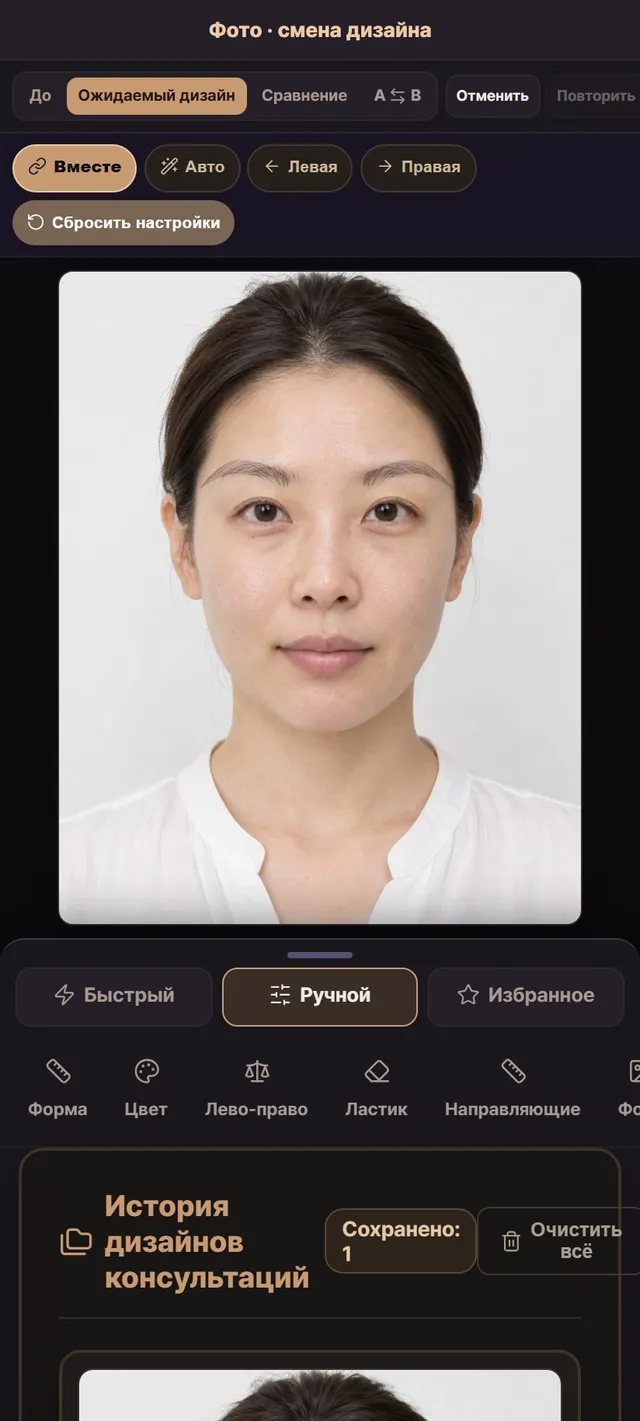 Фото · смена дизайна
До Ожидаемый дизайн Сравнение A ⇆ B Отменить Повторить
Вместе Авто Левая Правая
Сбросить настройки
Быстрый Ручной Избранное
Форма Цвет Лево-право Ластик Направляющие Фо
История
дизайнов
консультаций
Сохранено:
1
Очистить
всё